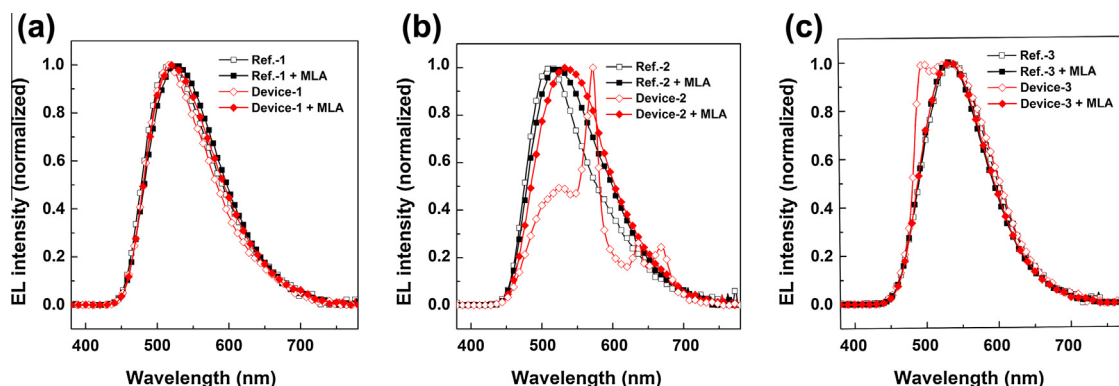 (a)
EL intensity (normalized)
1.0
0.8
0.6
0.4
0.2
0.0
400 500 600 700
Wavelength (nm)
Ref.-1
Ref.-1 + MLA
Device-1
Device-1 + MLA
(b)
EL intensity (normalized)
1.0
0.8
0.6
0.4
0.2
0.0
400 500 600 700
Wavelength (nm)
Ref.-2
Ref.-2 + MLA
Device-2
Device-2 + MLA
(c)
EL intensity (normalized)
1.0
0.8
0.6
0.4
0.2
0.0
400 500 600 700
Wavelength (nm)
Ref.-3
Ref.-3 + MLA
Device-3
Device-3 + MLA